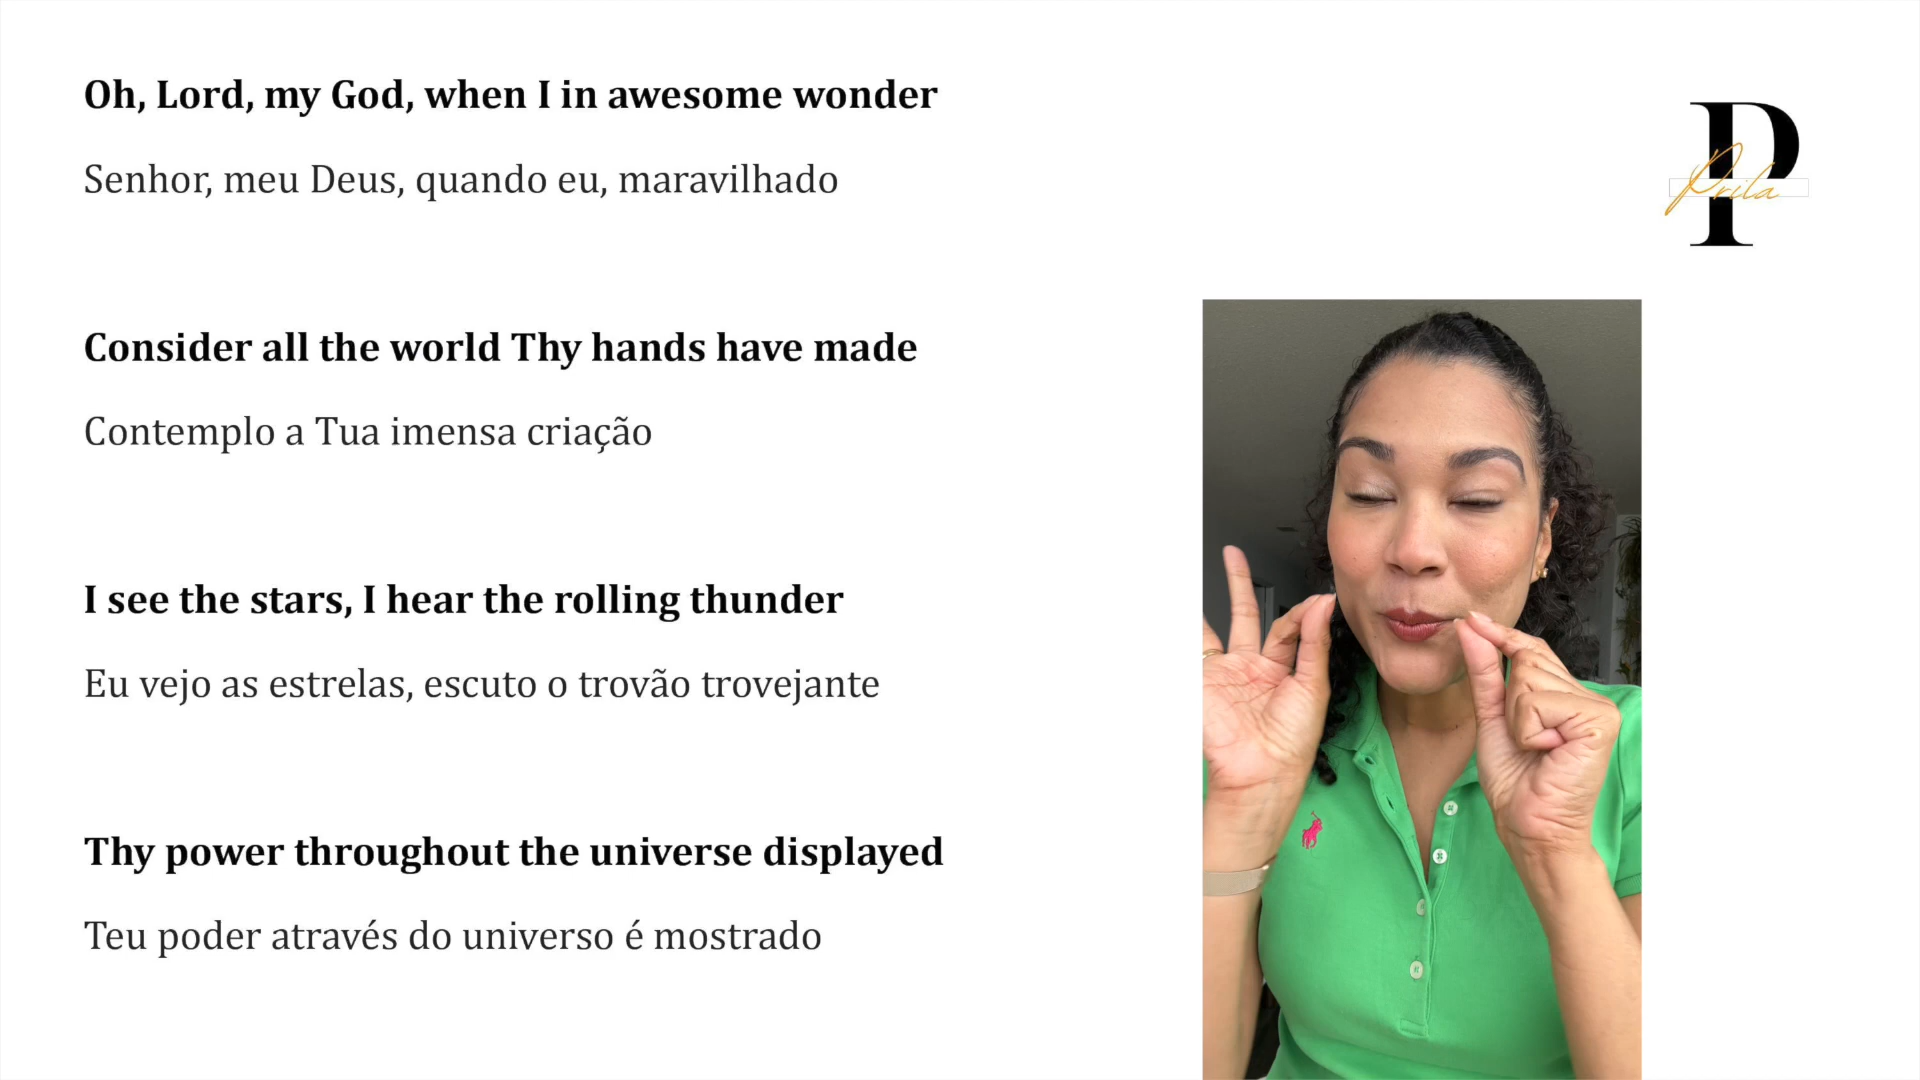 Oh, Lord, my God, when I in awesome wonder
Senhor, meu Deus, quando eu, maravilhado
Consider all the world Thy hands have made
Contemplo a Tua imensa criação
I see the stars, I hear the rolling thunder
Eu vejo as estrelas, escuto o trovão trovejante
Thy power throughout the universe displayed
Teu poder através do universo é mostrado
P
Prila